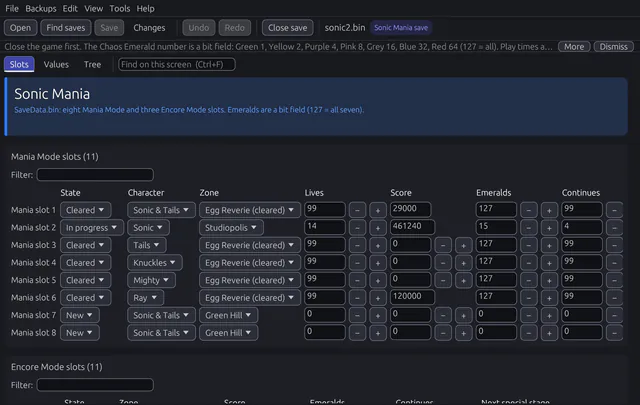 File Backups Edit View Tools Help
Open Find saves Save Changes Undo Redo Close save sonic2.bin Sonic Mania save
Close the game first. The Chaos Emerald number is a bit field: Green 1, Yellow 2, Purple 4, Pink 8, Grey 16, Blue 32, Red 64 (127 = all). Play times a... More Dismiss
Slots Values Tree Find on this screen (Ctrl+F)
Sonic Mania
SaveData.bin: eight Mania Mode and three Encore Mode slots. Emeralds are a bit field (127 = all seven).
Mania Mode slots (11)
Filter:
State Character Zone Lives Score Emeralds Continues
Mania slot 1 Cleared Sonic & Tails Egg Reverie (cleared) 99 − + 29000 127 − + 99 −
Mania slot 2 In progress Sonic Studiopolis 14 − + 461240 15 − + 4 −
Mania slot 3 Cleared Tails Egg Reverie (cleared) 99 − + 0 − + 127 − + 99 −
Mania slot 4 Cleared Knuckles Egg Reverie (cleared) 99 − + 0 − + 127 − + 99 −
Mania slot 5 Cleared Mighty Egg Reverie (cleared) 99 − + 0 − + 127 − + 99 −
Mania slot 6 Cleared Ray Egg Reverie (cleared) 99 − + 120000 127 − + 99 −
Mania slot 7 New Sonic & Tails Green Hill 0 − + 0 − + 0 − + 0 −
Mania slot 8 New Sonic & Tails Green Hill 0 − + 0 − + 0 − + 0 −
Encore Mode slots (11)
Filter:
State Zone Score Emeralds Continues Next special stage